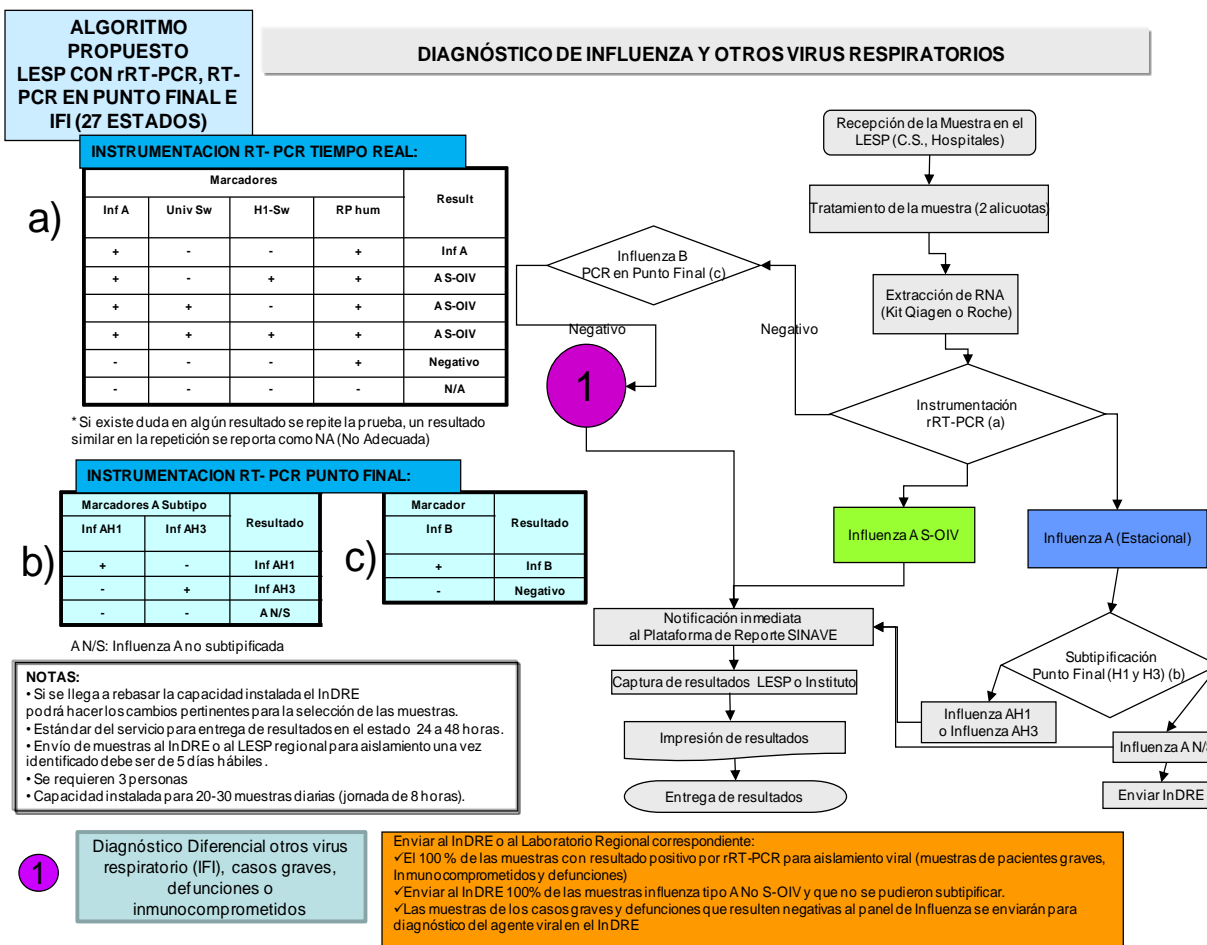 ALGORITMO
PROPUESTO
LESP CON rRT-PCR, RT-
PCR EN PUNTO FINAL E
IFI (27 ESTADOS)
DIAGNÓSTICO DE INFLUENZA Y OTROS VIRUS RESPIRATORIOS
INSTRUMENTACION RT- PCR TIEMPO REAL:
a)
Marcadores Result
Inf A Univ Sw H1-Sw RP hum
+ - - + Inf A
+ - + + A S-OIV
+ + - + A S-OIV
+ + + + A S-OIV
- - - + Negativo
- - - - N/A
* Si existe duda en algún resultado se repite la prueba, un resultado
similar en la repetición se reporta como NA (No Adecuada)
INSTRUMENTACION RT- PCR PUNTO FINAL:
b)
Marcadores A Subtipo Resultado
Inf AH1 Inf AH3
+ - Inf AH1
- + Inf AH3
- - A N/S
c)
Marcador Resultado
Inf B
+ Inf B
- Negativo
A N/S: Influenza A no subtipificada
NOTAS:
• Si se llega a rebasar la capacidad instalada el InDRE
podrá hacer los cambios pertinentes para la selección de las muestras.
• Estándar del servicio para entrega de resultados en el estado 24 a 48 horas.
• Envío de muestras al InDRE o al LESP regional para aislamiento una vez
identificado debe ser de 5 días hábiles .
• Se requieren 3 personas
• Capacidad instalada para 20-30 muestras diarias (jornada de 8 horas).
Recepción de la Muestra en el
LESP (C.S., Hospitales)
Tratamiento de la muestra (2 alicuotas)
Extracción de RNA
(Kit Qiagen o Roche)
Instrumentación
rRT-PCR (a)
Negativo
Influenza B
PCR en Punto Final (c)
Negativo
1
Influenza A S-OIV
Influenza A (Estacional)
Subtipificación
Punto Final (H1 y H3) (b)
Influenza AH1
o Influenza AH3
Influenza A N/S
Enviar InDRE
Notificación inmediata
al Plataforma de Reporte SINAVE
Captura de resultados LESP o Instituto
Impresión de resultados
Entrega de resultados
1
Diagnóstico Diferencial otros virus
respiratorio (IFI), casos graves,
defunciones o
inmunocomprometidos
Enviar al InDRE o al Laboratorio Regional correspondiente:
✓El 100 % de las muestras con resultado positivo por rRT-PCR para aislamiento viral (muestras de pacientes graves,
Inmunocomprometidos y defunciones)
✓Enviar al InDRE 100% de las muestras influenza tipo A No S-OIV y que no se pudieron subtipificar.
✓Las muestras de los casos graves y defunciones que resulten negativas al panel de Influenza se enviarán para
diagnóstico del agente viral en el InDRE